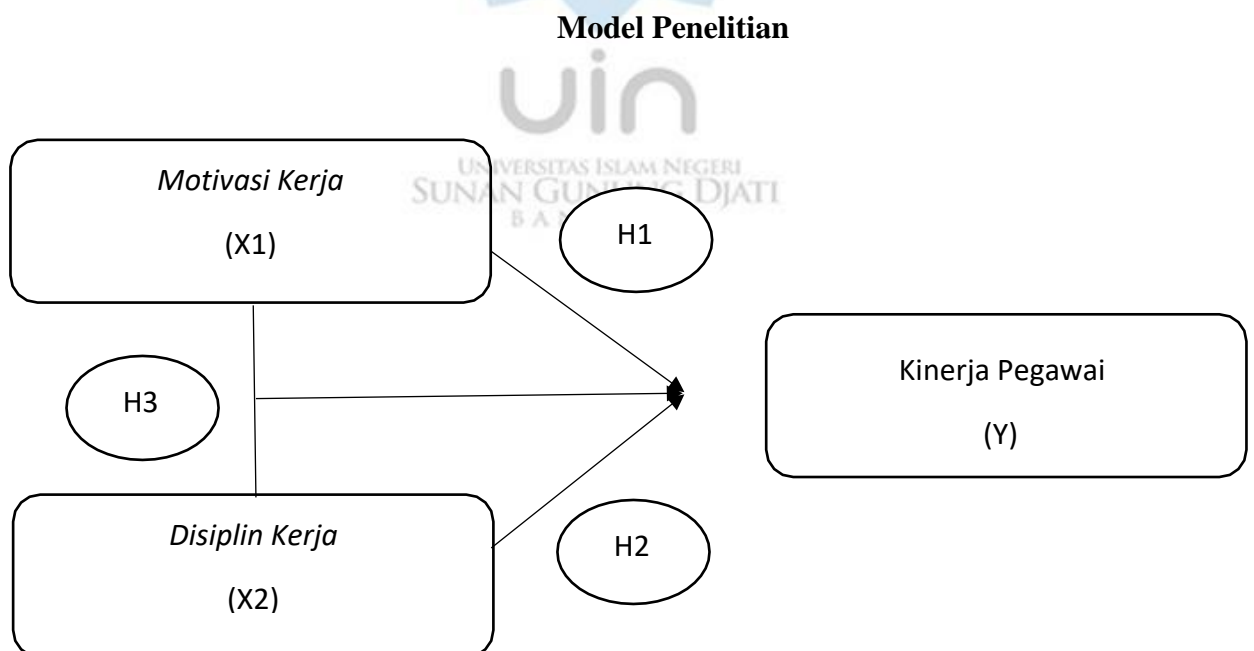 Model Penelitian
uin
UNIVERSITAS ISLAM NEGERI
SUNAN GUNUNG DJATI
Motivasi Kerja
(X1)
H1
Kinerja Pegawai
(Y)
H3
Disiplin Kerja
(X2)
H2